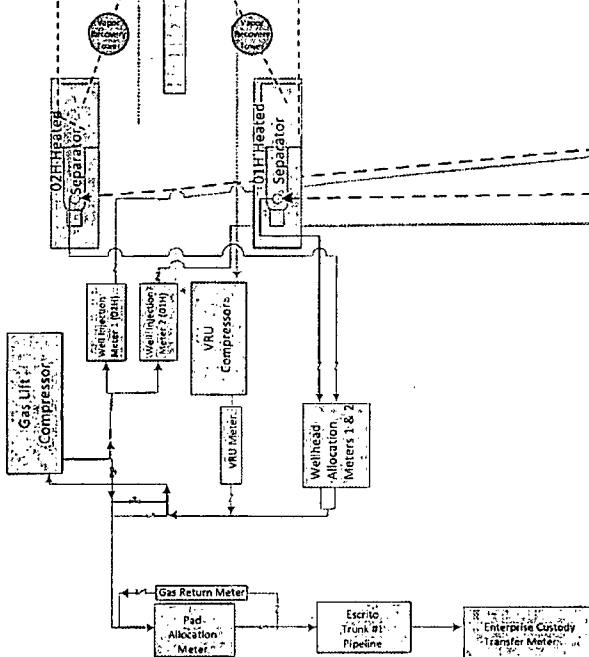 Vapor
Recovery
Tower
Vapor
Recovery
Tower
02H Heated
Separator
01H Heated
Separator
Well Injection
Meter 1 (02H)
Well Injection
Meter 2 (01H)
VRU
Compressor
Gas Lift
Compressor
VRU Meter
Wellhead
Allocation
Meters 1 & 2
Gas Return Meter
Pad
Allocation
Meter
Escrito
Trunk #1
Pipeline
Enterprise Custody
Transfer Meter